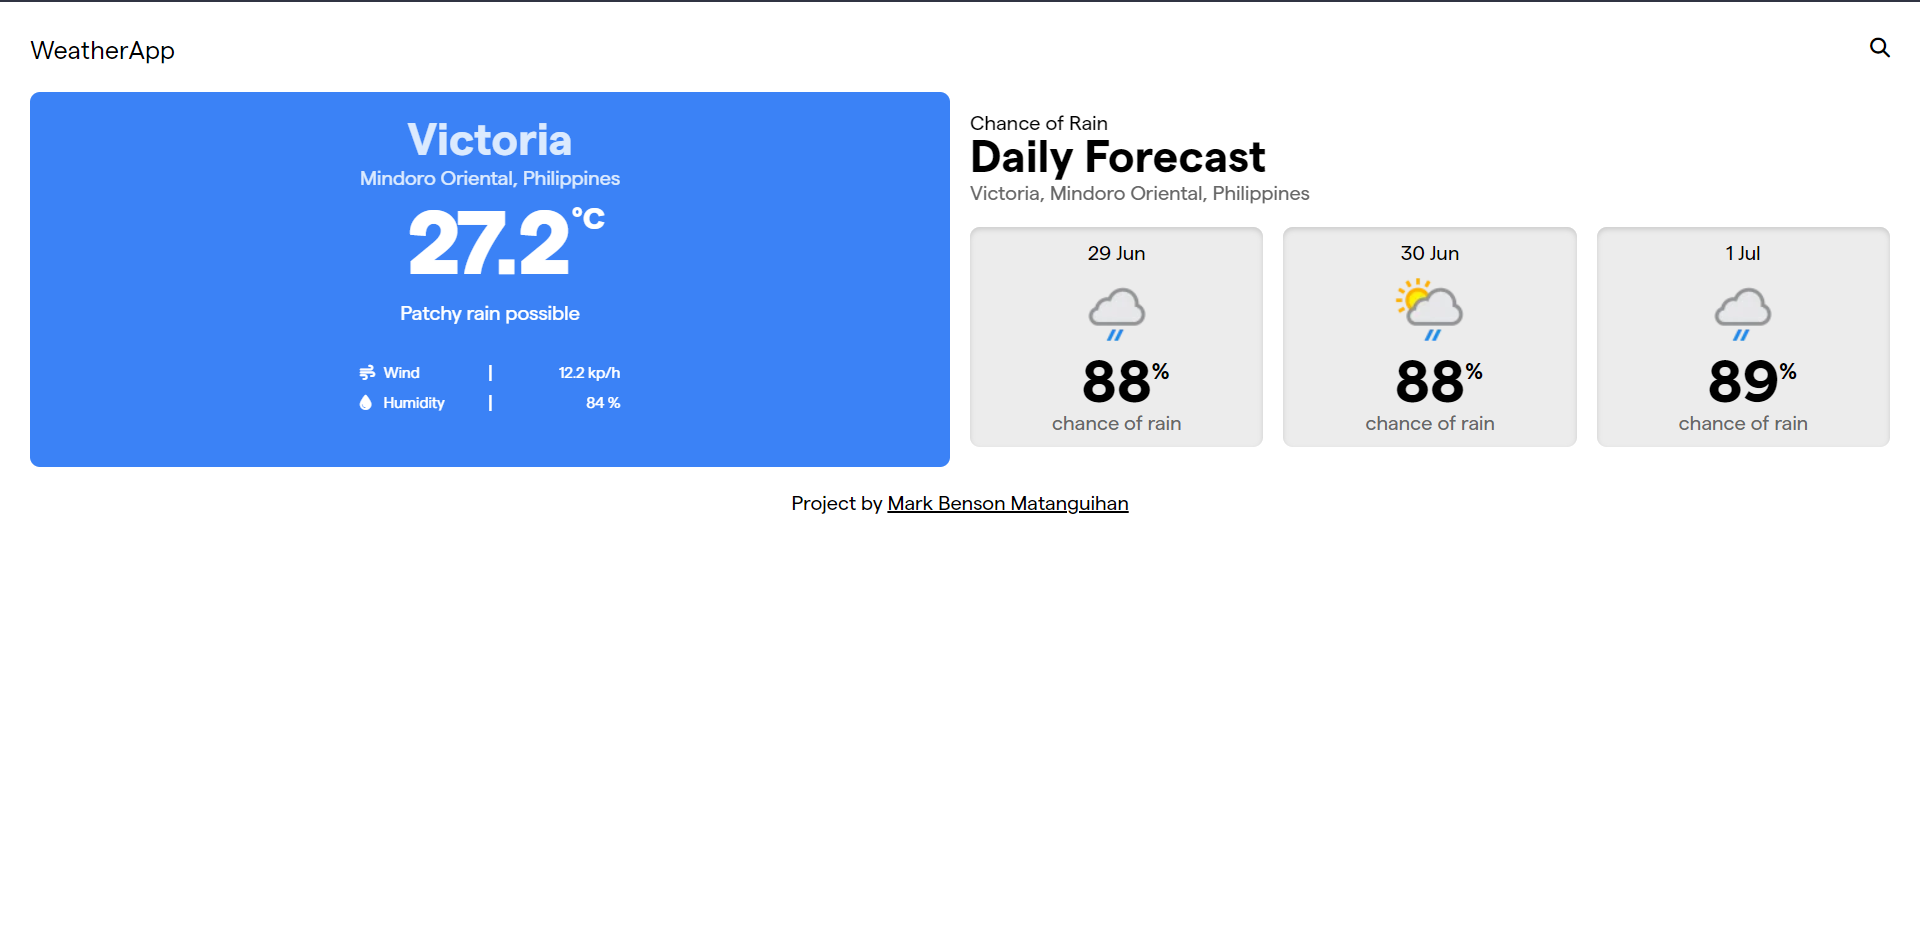 WeatherApp
Victoria
Mindoro Oriental, Philippines
27.2°C
Patchy rain possible
Wind | 12.2 kp/h
Humidity | 84 %
Chance of Rain
Daily Forecast
Victoria, Mindoro Oriental, Philippines
29 Jun
88%
chance of rain
30 Jun
88%
chance of rain
1 Jul
89%
chance of rain
Project by Mark Benson Matanguihan